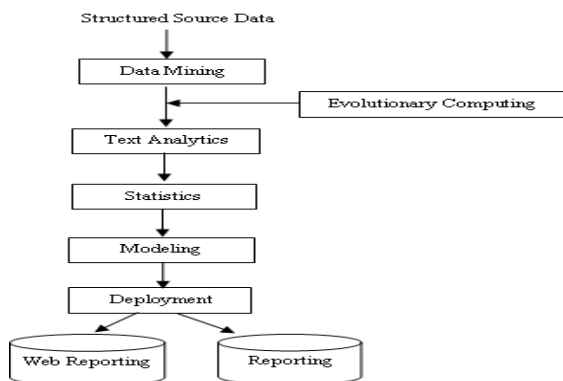 Structured Source Data
Data Mining
Evolutionary Computing
Text Analytics
Statistics
Modeling
Deployment
Web Reporting
Reporting